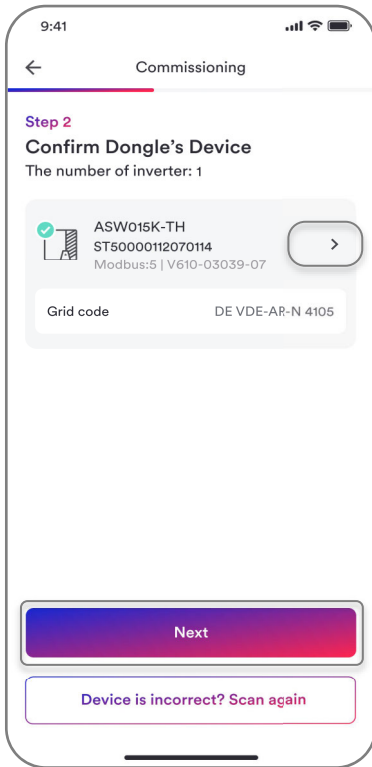 9:41
Commissioning
Step 2
Confirm Dongle's Device
The number of inverter: 1
ASW015K-TH
ST50000112070114
Modbus:5 | V610-03039-07
Grid code DE VDE-AR-N 4105
Next
Device is incorrect? Scan again